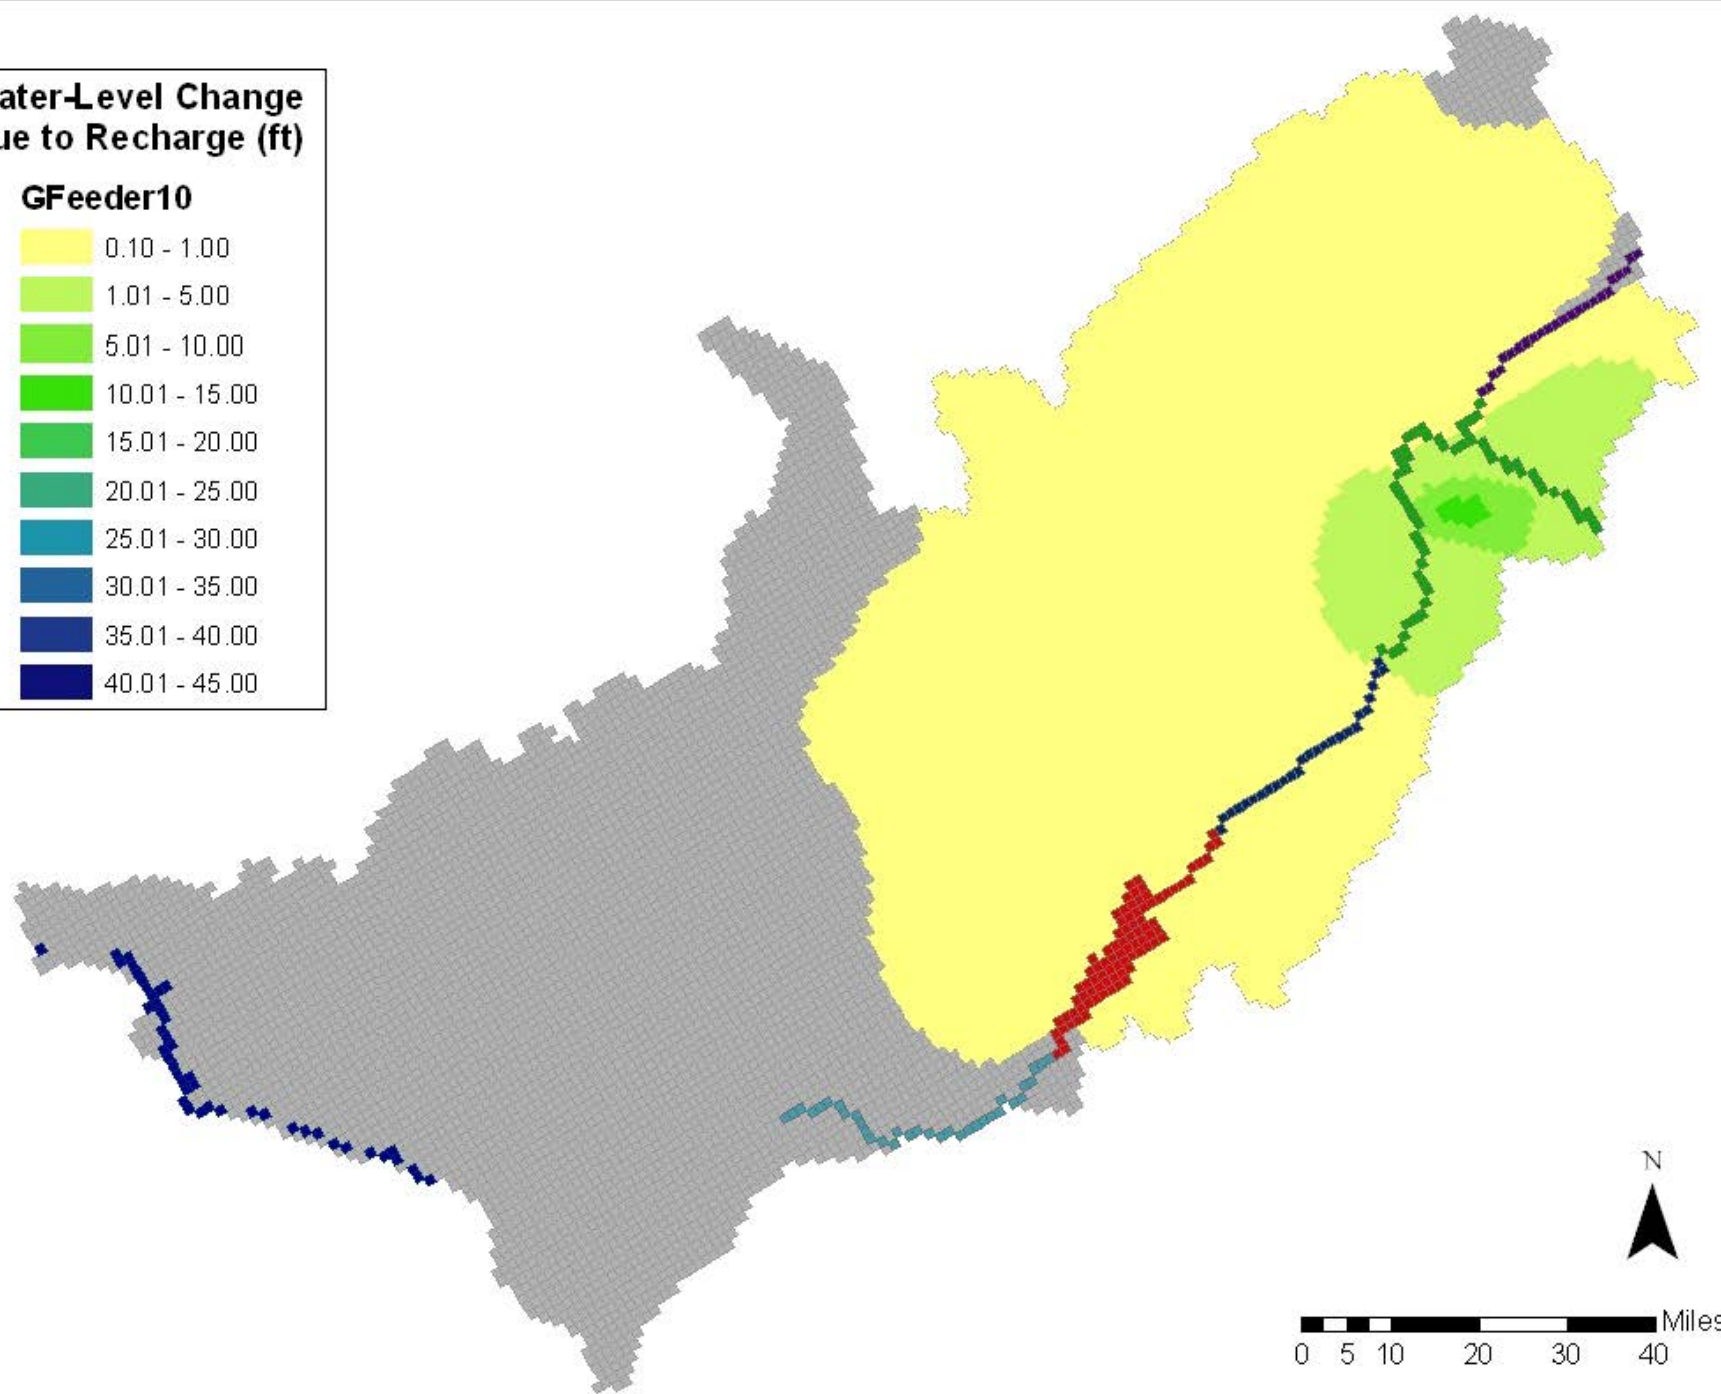 ater-Level Change
ue to Recharge (ft)
GFeeder10
0.10 - 1.00
1.01 - 5.00
5.01 - 10.00
10.01 - 15.00
15.01 - 20.00
20.01 - 25.00
25.01 - 30.00
30.01 - 35.00
35.01 - 40.00
40.01 - 45.00
N
Miles
0 5 10 20 30 40